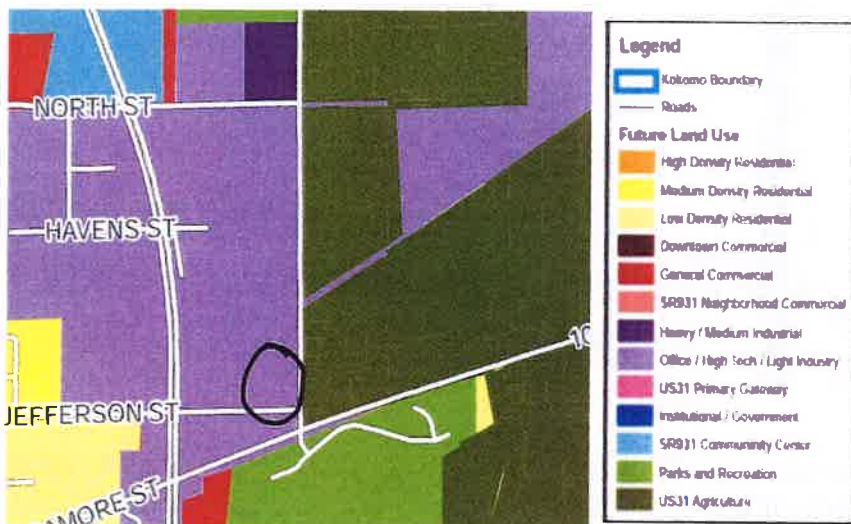 NORTH ST
HAVENS ST
JEFFERSON ST
AMORE ST
10
Legend
Kokomo Boundary
Roads
Future Land Use
High Density Residential
Medium Density Residential
Low Density Residential
Downtown Commercial
General Commercial
SR931 Neighborhood Commercial
Heavy / Medium Industrial
Office / High Tech / Light Industry
US31 Primary Gateway
Institutional / Government
SR931 Community Center
Parks and Recreation
US31 Agriculture